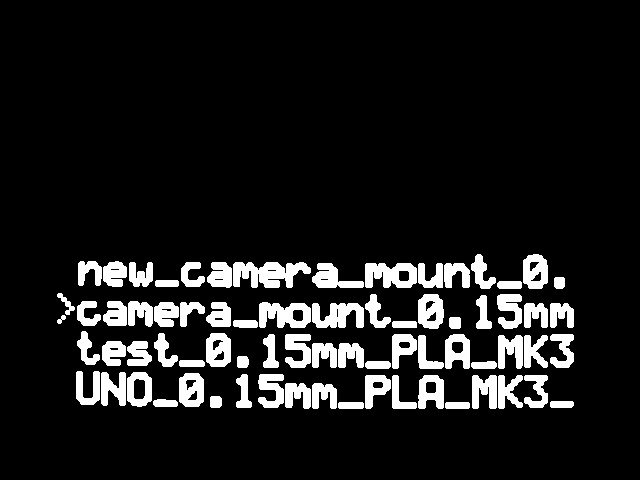 new_camera_mount_0.
>camera_mount_0.15mm
test_0.15mm_PLA_MK3
UNO_0.15mm_PLA_MK3_